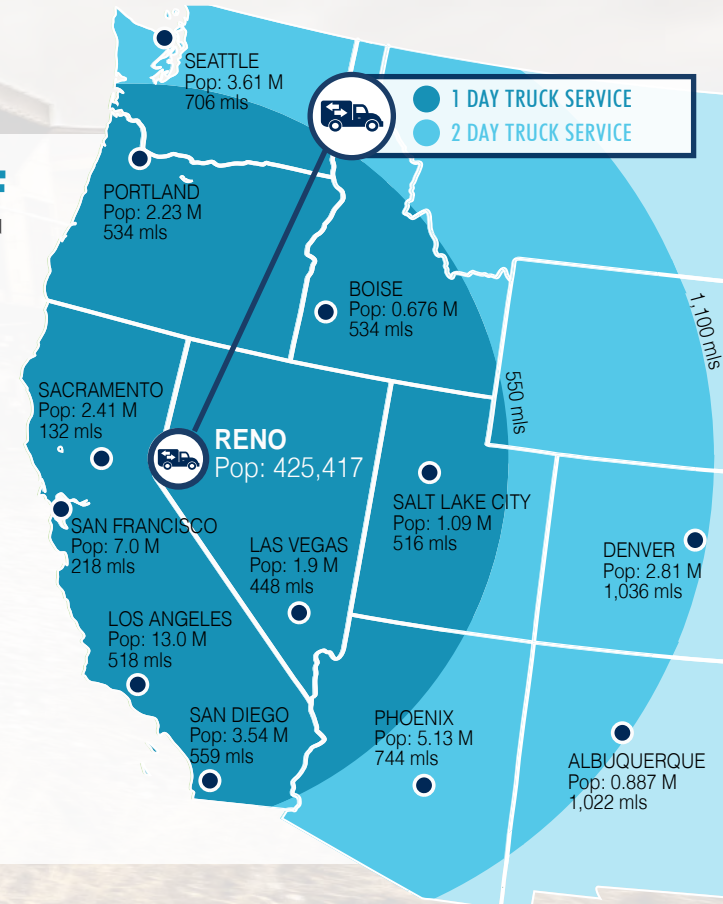 SEATTLE
Pop: 3.61 M
706 mls
1 DAY TRUCK SERVICE
2 DAY TRUCK SERVICE
PORTLAND
Pop: 2.23 M
534 mls
BOISE
Pop: 0.676 M
534 mls
1,100 mls
550 mls
SACRAMENTO
Pop: 2.41 M
132 mls
RENO
Pop: 425,417
SALT LAKE CITY
Pop: 1.09 M
516 mls
SAN FRANCISCO
Pop: 7.0 M
218 mls
LAS VEGAS
Pop: 1.9 M
448 mls
DENVER
Pop: 2.81 M
1,036 mls
LOS ANGELES
Pop: 13.0 M
518 mls
SAN DIEGO
Pop: 3.54 M
559 mls
PHOENIX
Pop: 5.13 M
744 mls
ALBUQUERQUE
Pop: 0.887 M
1,022 mls